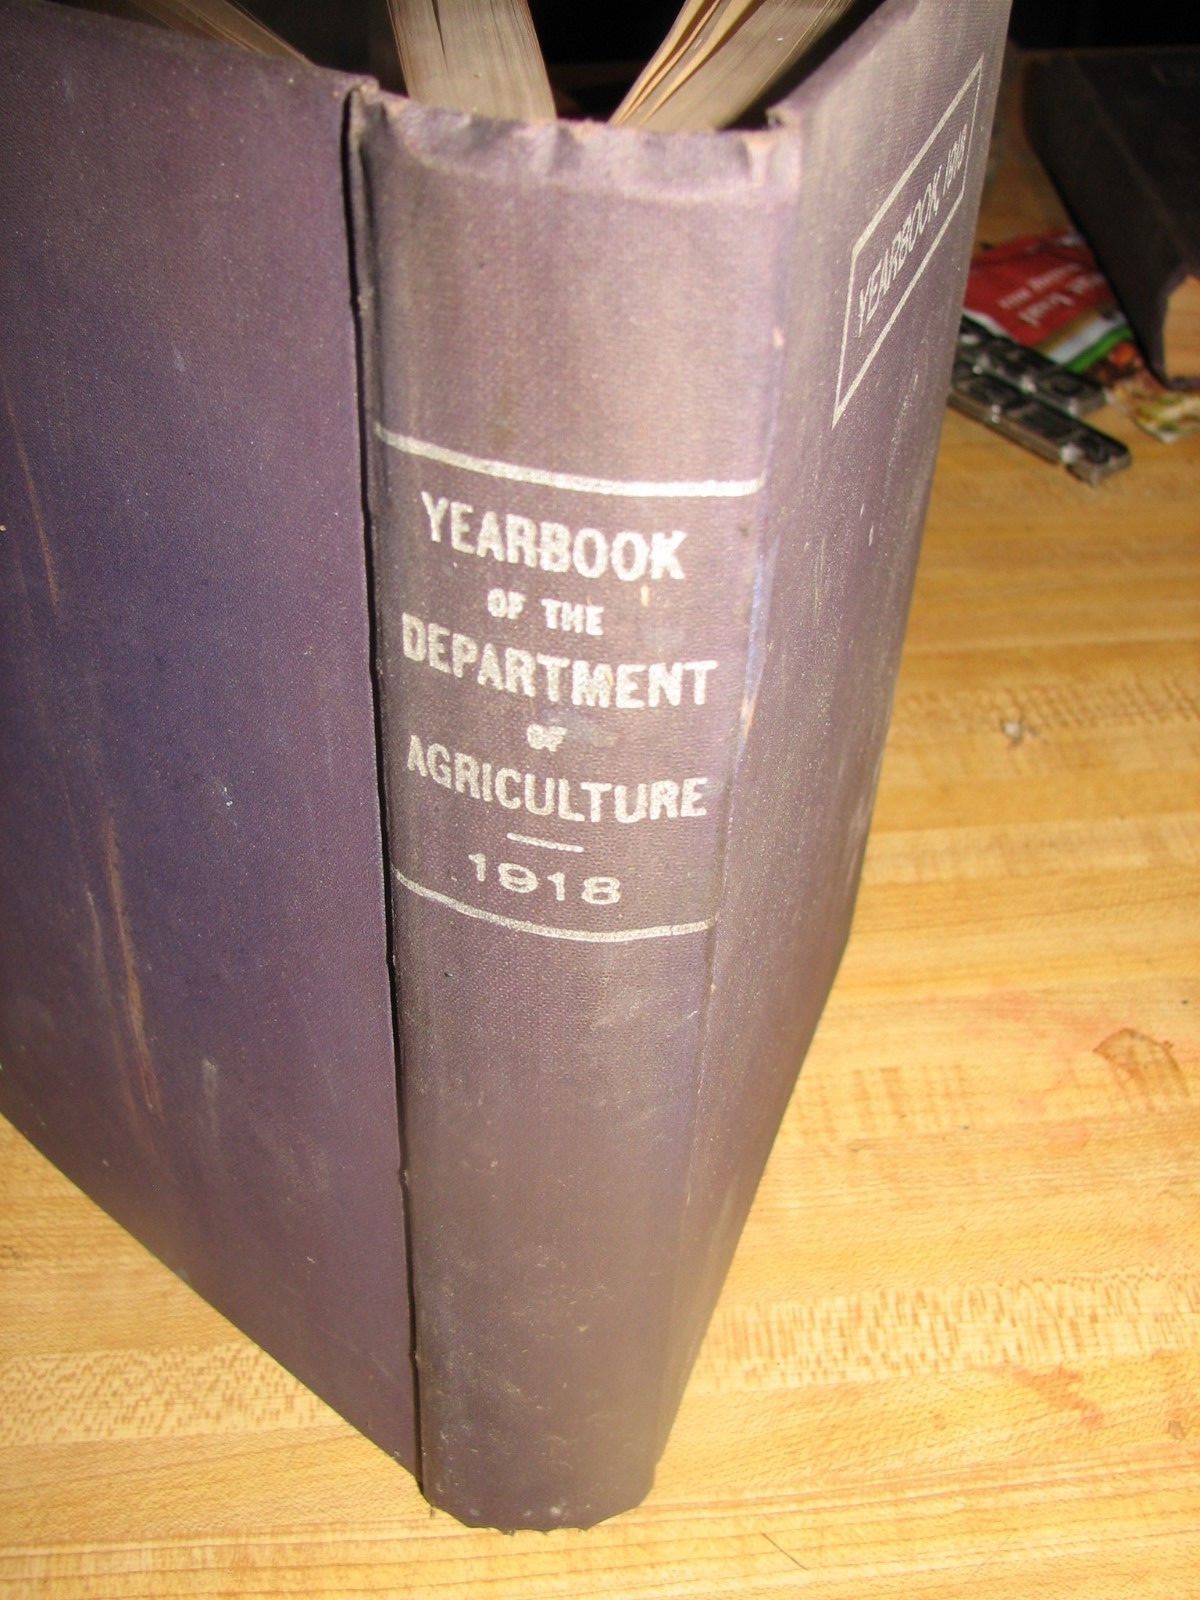 YEARBOOK
OF THE
DEPARTMENT
OF
AGRICULTURE
1918
YEARBOOK 1918